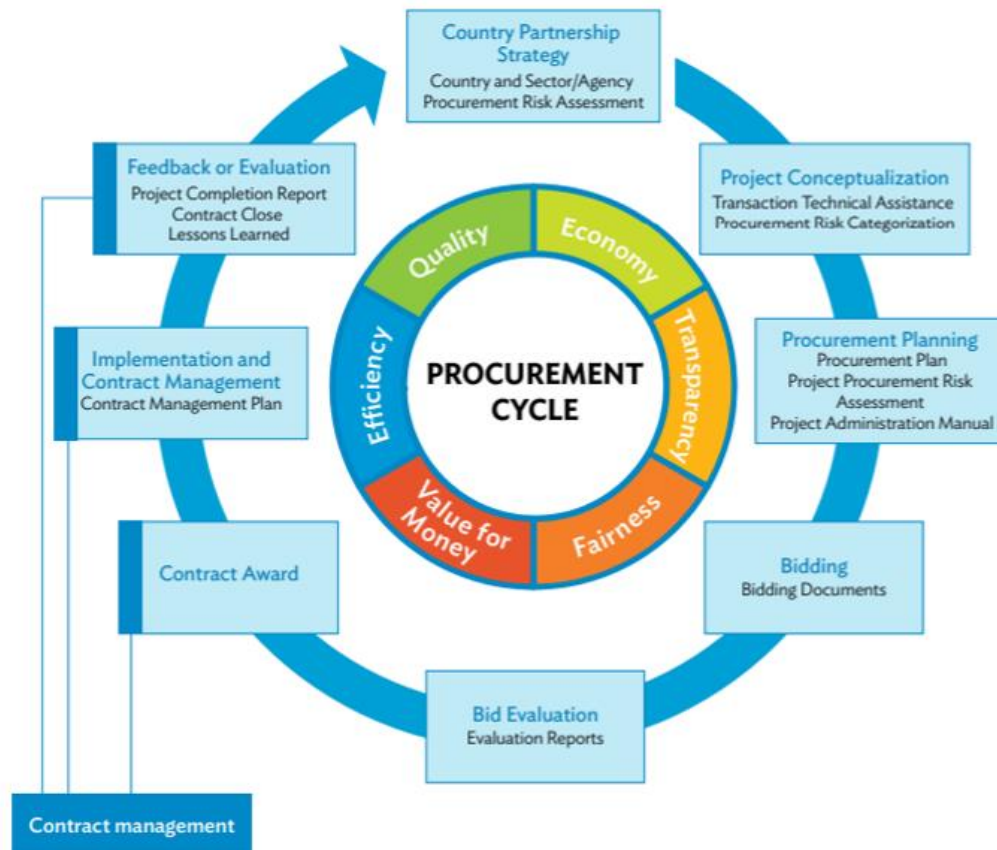 Country Partnership
Strategy
Country and Sector/Agency
Procurement Risk Assessment
Project Conceptualization
Transaction Technical Assistance
Procurement Risk Categorization
Procurement Planning
Procurement Plan
Project Procurement Risk
Assessment
Project Administration Manual
Bidding
Bidding Documents
Bid Evaluation
Evaluation Reports
Contract Award
Implementation and
Contract Management
Contract Management Plan
Feedback or Evaluation
Project Completion Report
Contract Close
Lessons Learned
Quality
Economy
Transparency
Fairness
Value for
Money
Efficiency
PROCUREMENT
CYCLE
Contract management